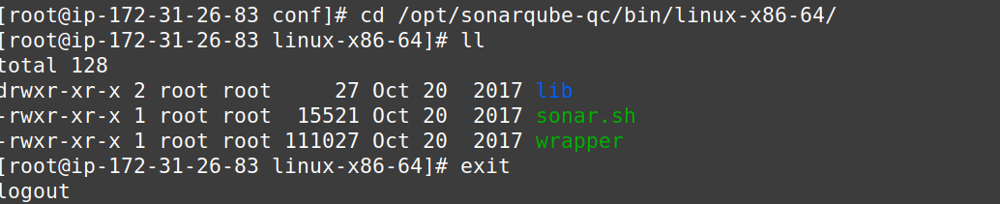 [root@ip-172-31-26-83 conf]# cd /opt/sonarqube-qc/bin/linux-x86-64/
[root@ip-172-31-26-83 linux-x86-64]# ll
total 128
drwxr-xr-x 2 root root     27 Oct 20  2017 lib
-rwxr-xr-x 1 root root  15521 Oct 20  2017 sonar.sh
-rwxr-xr-x 1 root root 111027 Oct 20  2017 wrapper
[root@ip-172-31-26-83 linux-x86-64]# exit
logout